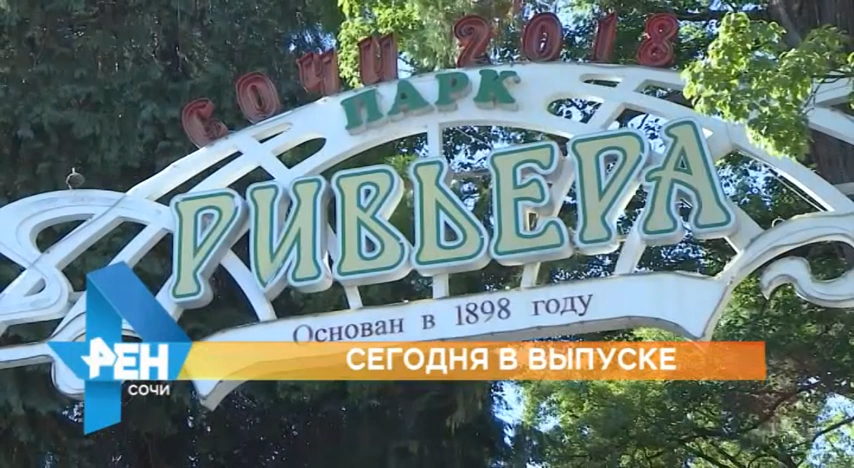 СОЧИ 2018
ПАРК
РИВЬЕРА
Основан в 1898 году
СЕГОДНЯ В ВЫПУСКЕ
РЕН
СОЧИ